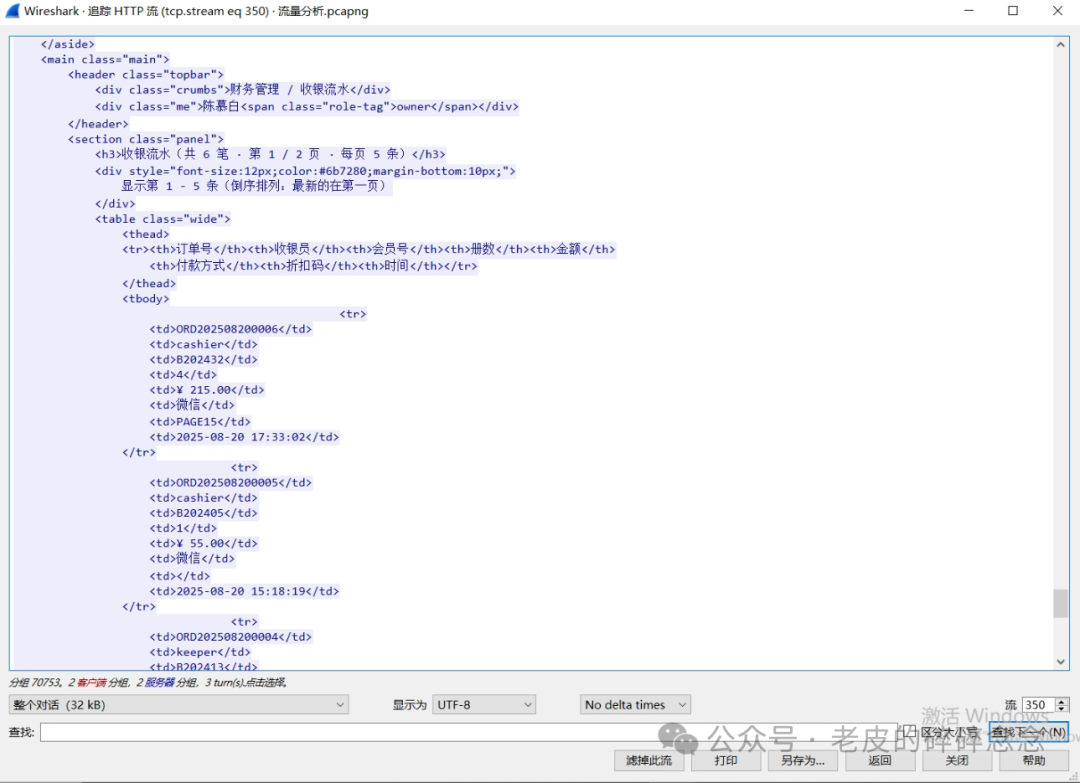 Wireshark · 追踪 HTTP 流 (tcp.stream eq 350) · 流量分析.pcapng
</aside>
<main class="main">
<header class="topbar">
<div class="crumbs">财务管理 / 收银流水</div>
<div class="me">陈慕白<span class="role-tag">owner</span></div>
</header>
<section class="panel">
<h3>收银流水（共 6 笔 · 第 1 / 2 页 · 每页 5 条）</h3>
<div style="font-size:12px;color:#6b7280;margin-bottom:10px;">
显示第 1 - 5 条（倒序排列：最新的在第一页）
</div>
<table class="wide">
<thead>
<tr><th>订单号</th><th>收银员</th><th>会员号</th><th>册数</th><th>金额</th>
<th>付款方式</th><th>折扣码</th><th>时间</th></tr>
</thead>
<tbody>
<tr>
<td>ORD202508200006</td>
<td>cashier</td>
<td>B202432</td>
<td>4</td>
<td>¥ 215.00</td>
<td>微信</td>
<td>PAGE15</td>
<td>2025-08-20 17:33:02</td>
</tr>
<tr>
<td>ORD202508200005</td>
<td>cashier</td>
<td>B202405</td>
<td>1</td>
<td>¥ 55.00</td>
<td>微信</td>
<td></td>
<td>2025-08-20 15:18:19</td>
</tr>
<tr>
<td>ORD202508200004</td>
<td>keeper</td>
<td>B202413</td>
分组 70753。2 客户端 分组，2 服务器 分组，3 turn(s).点击选择。
整个对话 (32 kB) 显示为 UTF-8 No delta times 流 350
激活 Windows
查找: 区分大小写 查找下一个(N)
公众号 · 老皮的碎碎念念
滤掉此流 打印 另存为… 返回 关闭 帮助